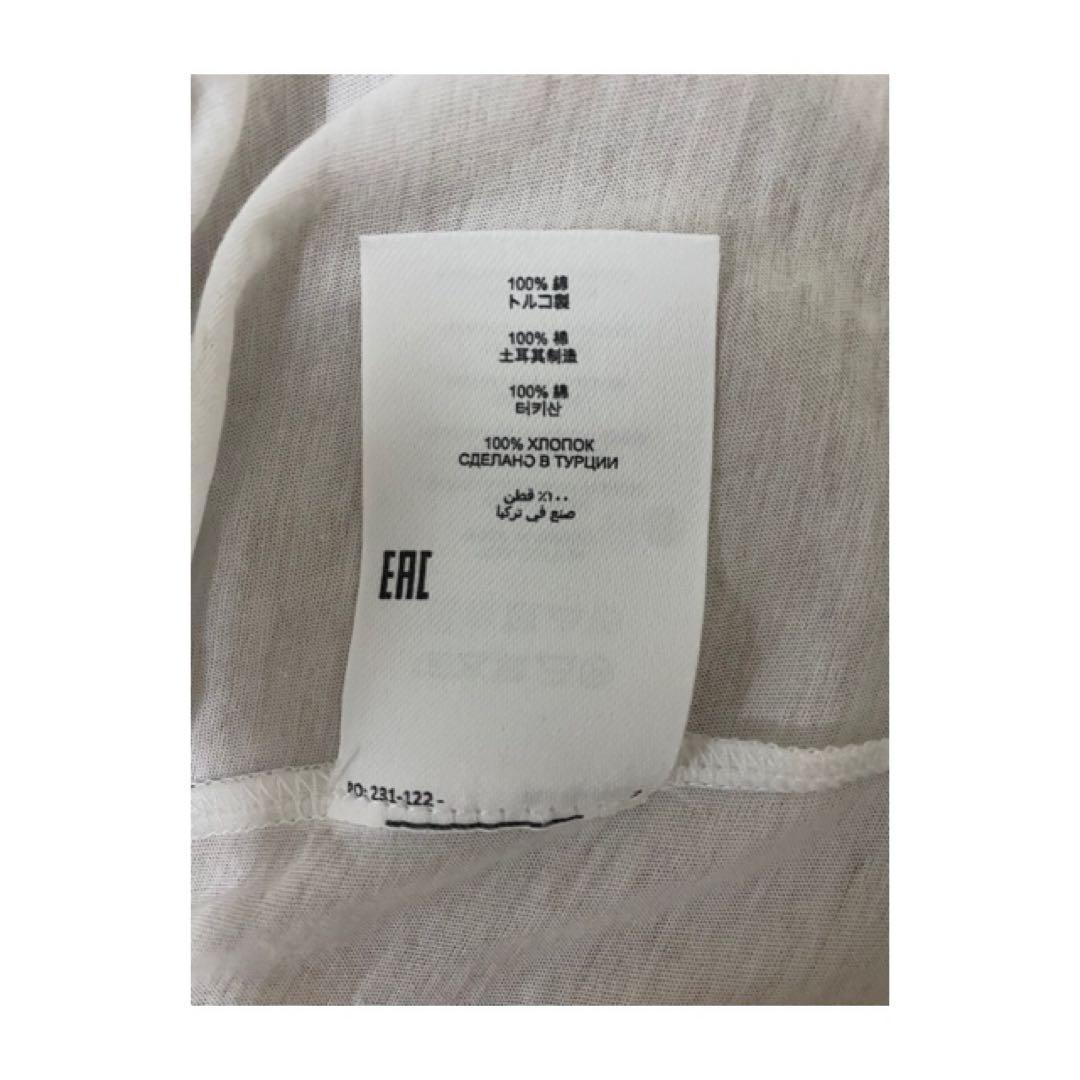 100% 綿
トルコ製
100% 棉
土耳其制造
100% 綿
터키산
100% ХЛОПОК
СДЕЛАНО В ТУРЦИИ
٪١٠٠ قطن
صنع في تركيا
EAC
PO: 231-122 -